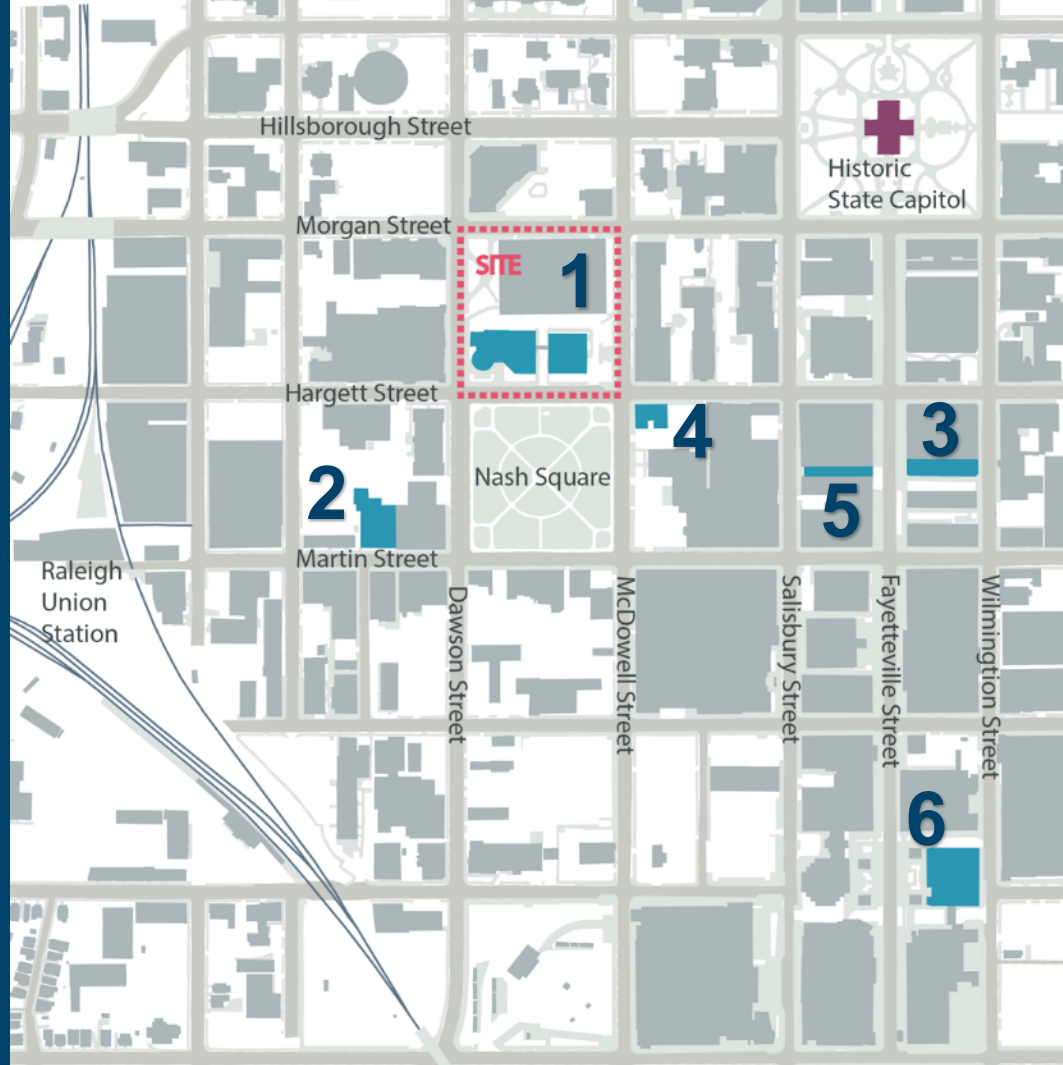 Hillsborough Street
Historic
State Capitol
Morgan Street
SITE
1
Hargett Street
4
3
Nash Square
2
5
Martin Street
Raleigh
Union
Station
Dawson Street
McDowell Street
Salisbury Street
Fayetteville Street
Wilmingtion Street
6